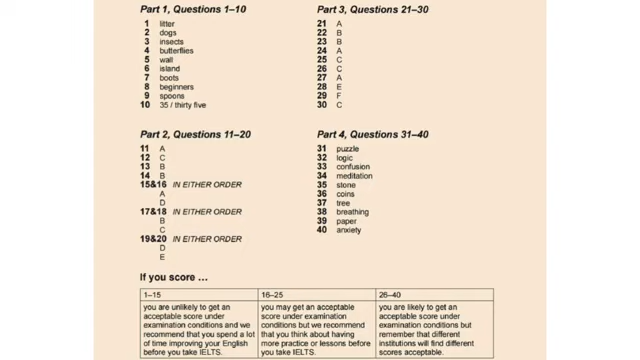 Part 1, Questions 1–10
1 litter
2 dogs
3 insects
4 butterflies
5 wall
6 island
7 boots
8 beginners
9 spoons
10 35 / thirty five
Part 2, Questions 11–20
11 A
12 C
13 B
14 B
15&16 IN EITHER ORDER
A
D
17&18 IN EITHER ORDER
B
C
19&20 IN EITHER ORDER
D
E
Part 3, Questions 21–30
21 A
22 B
23 B
24 A
25 C
26 C
27 A
28 E
29 F
30 C
Part 4, Questions 31–40
31 puzzle
32 logic
33 confusion
34 meditation
35 stone
36 coins
37 tree
38 breathing
39 paper
40 anxiety
If you score ...
1–15
you are unlikely to get an
acceptable score under
examination conditions and we
recommend that you spend a lot
of time improving your English
before you take IELTS.
16–25
you may get an acceptable
score under examination
conditions but we recommend
that you think about having
more practice or lessons before
you take IELTS.
26–40
you are likely to get an
acceptable score under
examination conditions but
remember that different
institutions will find different
scores acceptable.